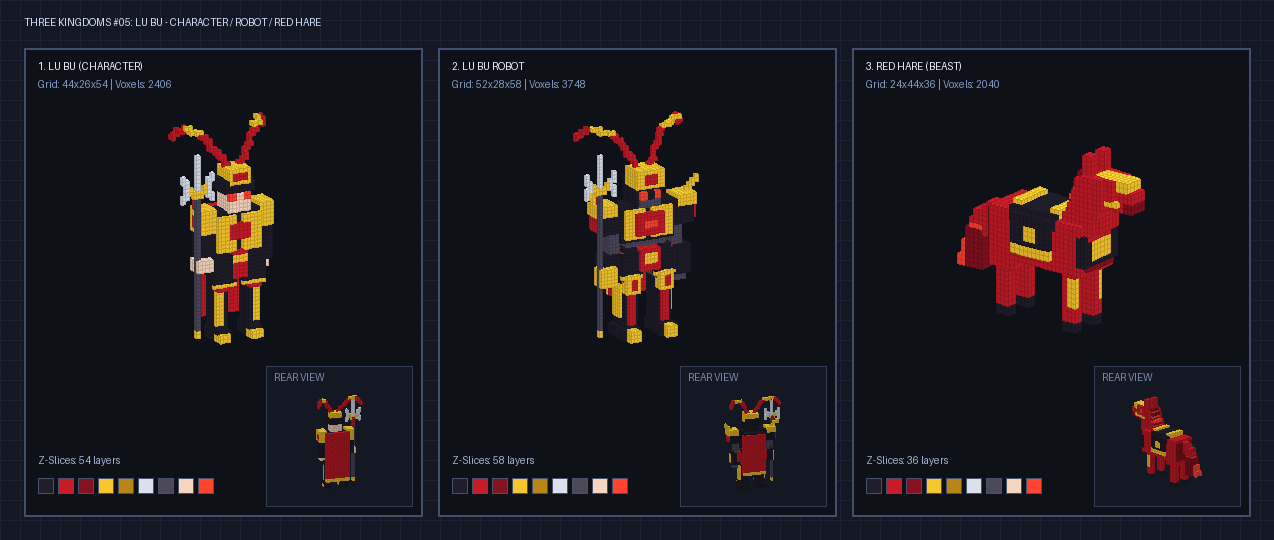 THREE KINGDOMS #05: LU BU - CHARACTER / ROBOT / RED HARE
1. LU BU (CHARACTER)
Grid: 44x26x54 | Voxels: 2406
REAR VIEW
Z-Slices: 54 layers
2. LU BU ROBOT
Grid: 52x28x58 | Voxels: 3748
REAR VIEW
Z-Slices: 58 layers
3. RED HARE (BEAST)
Grid: 24x44x36 | Voxels: 2040
REAR VIEW
Z-Slices: 36 layers